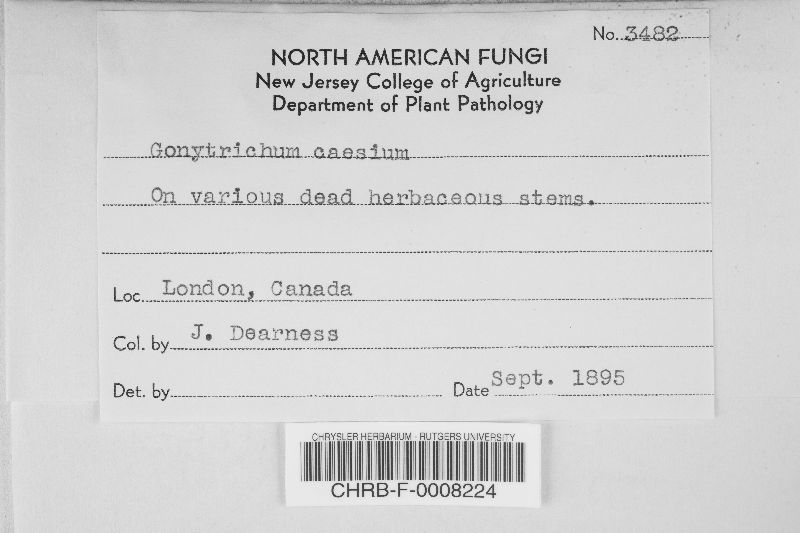 No. 3482
NORTH AMERICAN FUNGI
New Jersey College of Agriculture
Department of Plant Pathology
Gonytrichum caesium
On various dead herbaceous stems.
Loc. London, Canada
Col. by J. Dearness
Det. by
Date Sept. 1895
CHRYSLER HERBARIUM - RUTGERS UNIVERSITY
CHRB-F-0008224